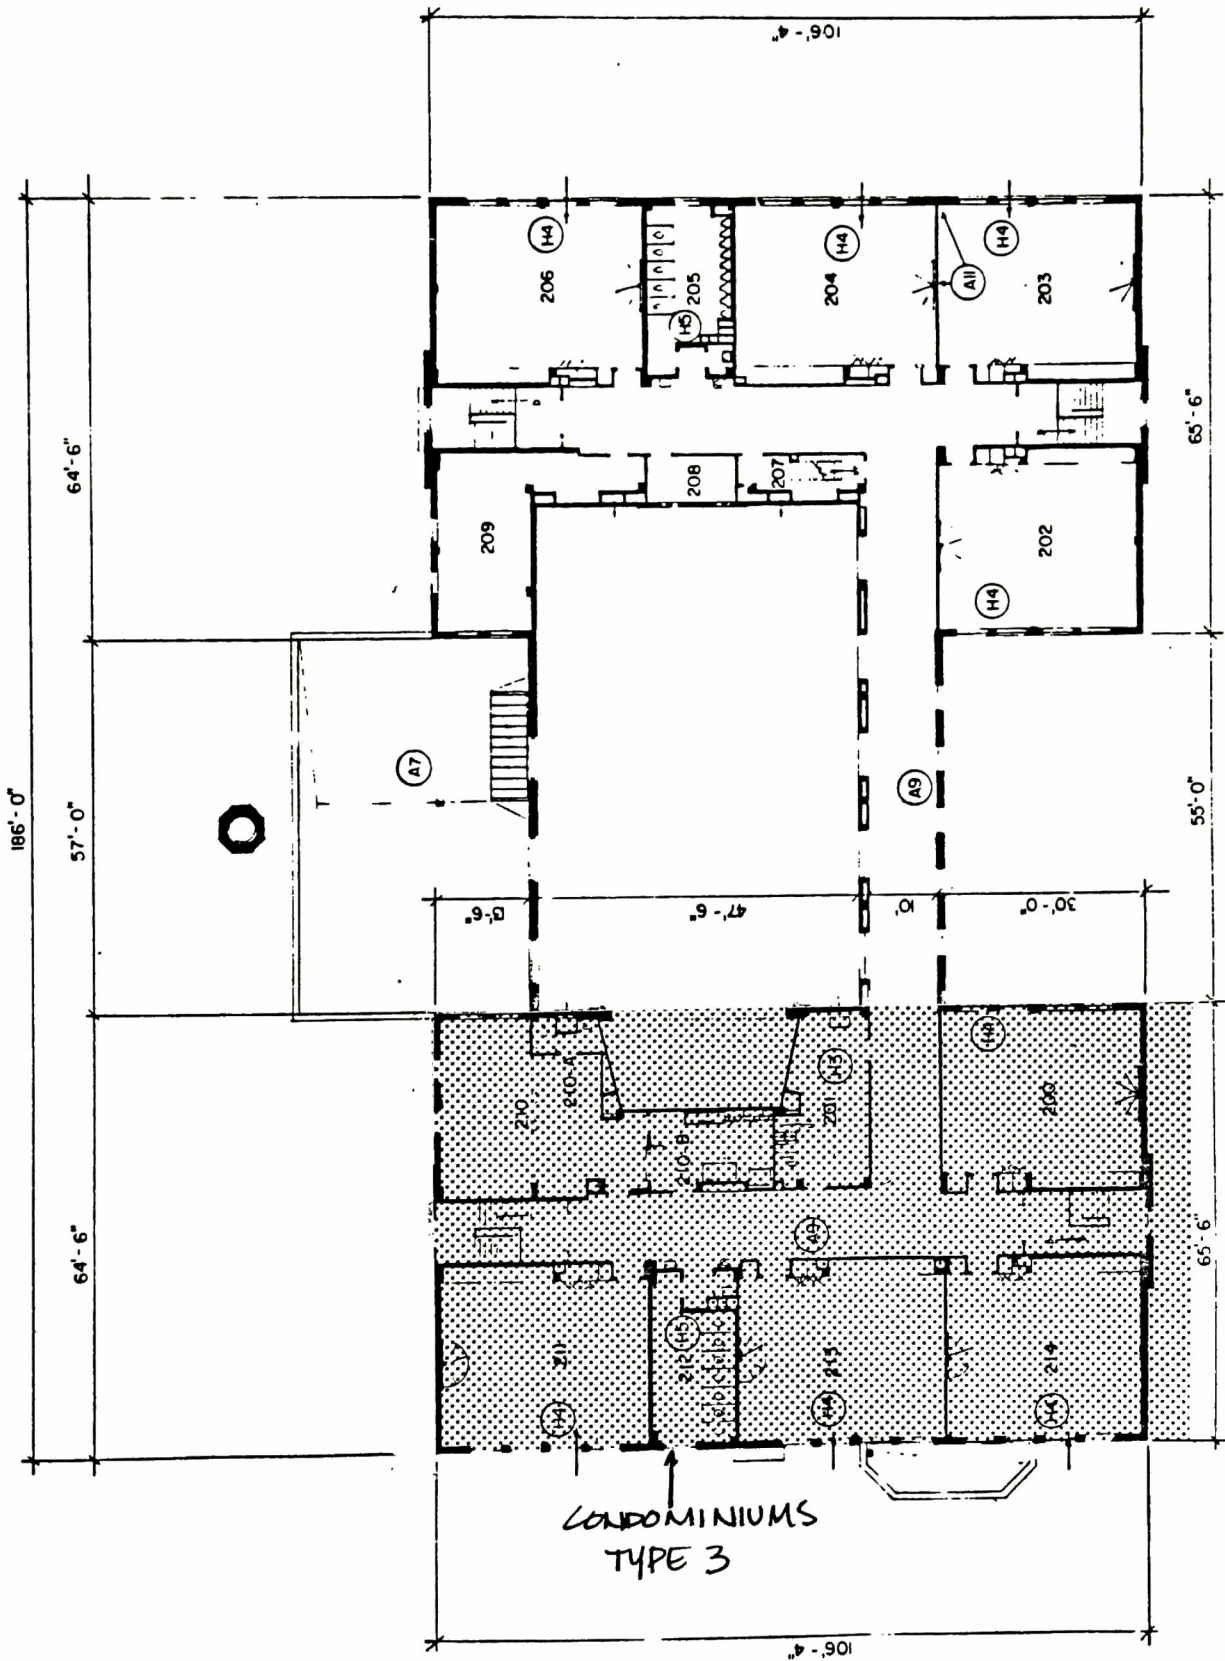 106'-4"
186'-0"
64'-6"
57'-0"
64'-6"
206
H4
205
H5
204
H4
A11
203
H4
65'-6"
209
208
207
202
H4
A7
A9
55'-0"
13'-6"
47'-6"
10'
30'-0"
210
210-A
210-B
201
H3
200
H4
A9
65'-6"
211
H4
212
H5
213
H4
214
H4
CONDOMINIUMS
TYPE 3
106'-4"